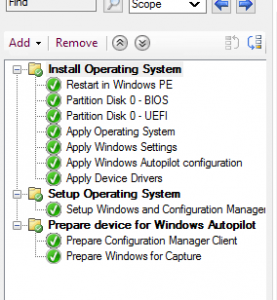 Find
Scope
Add Remove
Install Operating System
Restart in Windows PE
Partition Disk 0 - BIOS
Partition Disk 0 - UEFI
Apply Operating System
Apply Windows Settings
Apply Windows Autopilot configuration
Apply Device Drivers
Setup Operating System
Setup Windows and Configuration Manager
Prepare device for Windows Autopilot
Prepare Configuration Manager Client
Prepare Windows for Capture